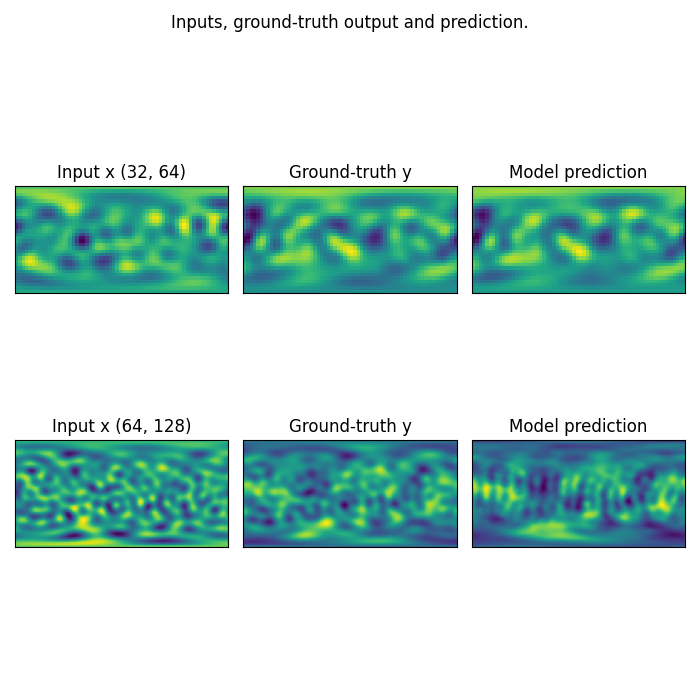 Inputs, ground-truth output and prediction.
Input x (32, 64)
Ground-truth y
Model prediction
Input x (64, 128)
Ground-truth y
Model prediction